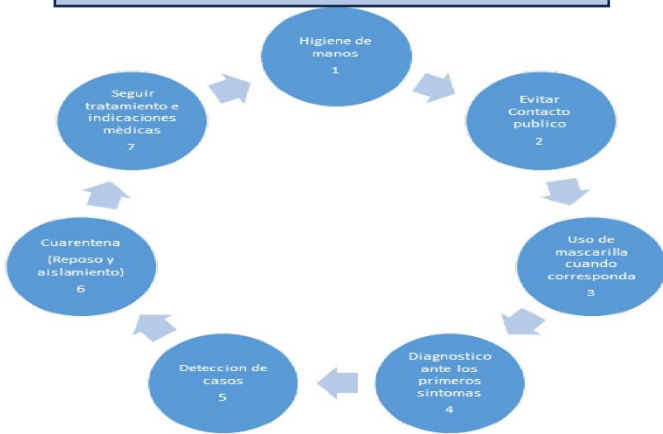 Higiene de
manos
1
Evitar
Contacto
publico
2
Uso de
mascarilla
cuando
corresponda
3
Diagnostico
ante los
primeros
sintomas
4
Deteccion de
casos
5
Cuarentena
(Reposo y
aislamiento)
6
Seguir
tratamiento e
indicaciones
mèdicas
7